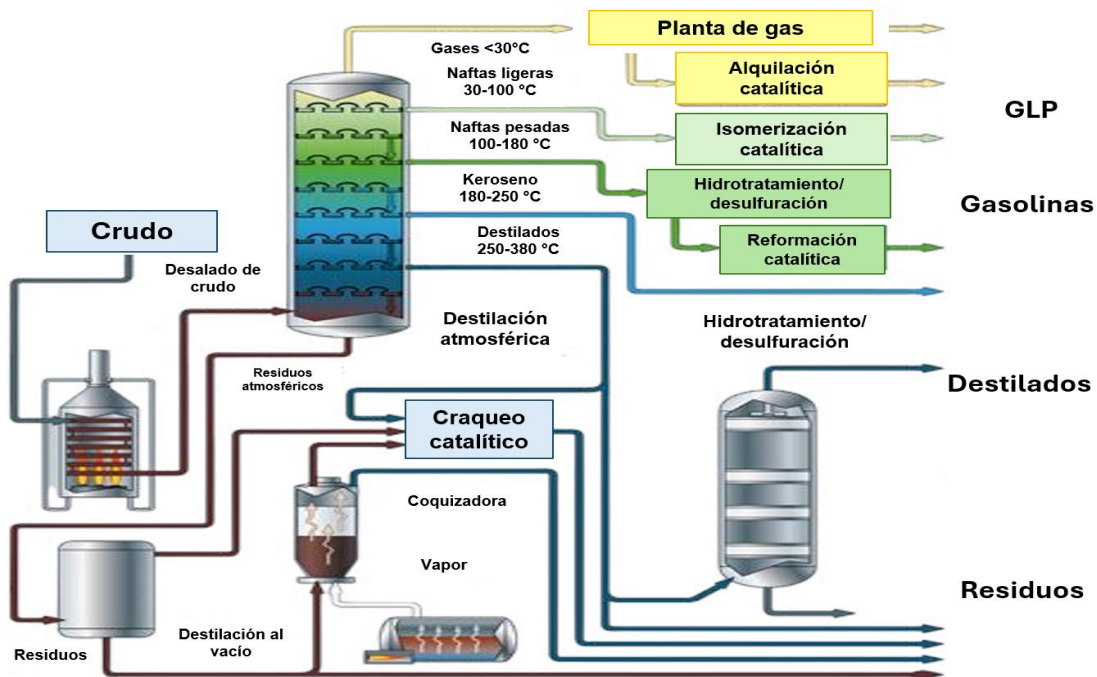 Planta de gas
Gases <30°C
Naftas ligeras
30-100 °C
Alquilación
catalítica
GLP
Naftas pesadas
100-180 °C
Isomerización
catalítica
Keroseno
180-250 °C
Hidrotratamiento/
desulfuración
Gasolinas
Crudo
Destilados
250-380 °C
Reformación
catalítica
Desalado de
crudo
Destilación
atmosférica
Hidrotratamiento/
desulfuración
Residuos
atmosféricos
Destilados
Craqueo
catalítico
Coquizadora
Vapor
Residuos
Destilación al
vacío
Residuos